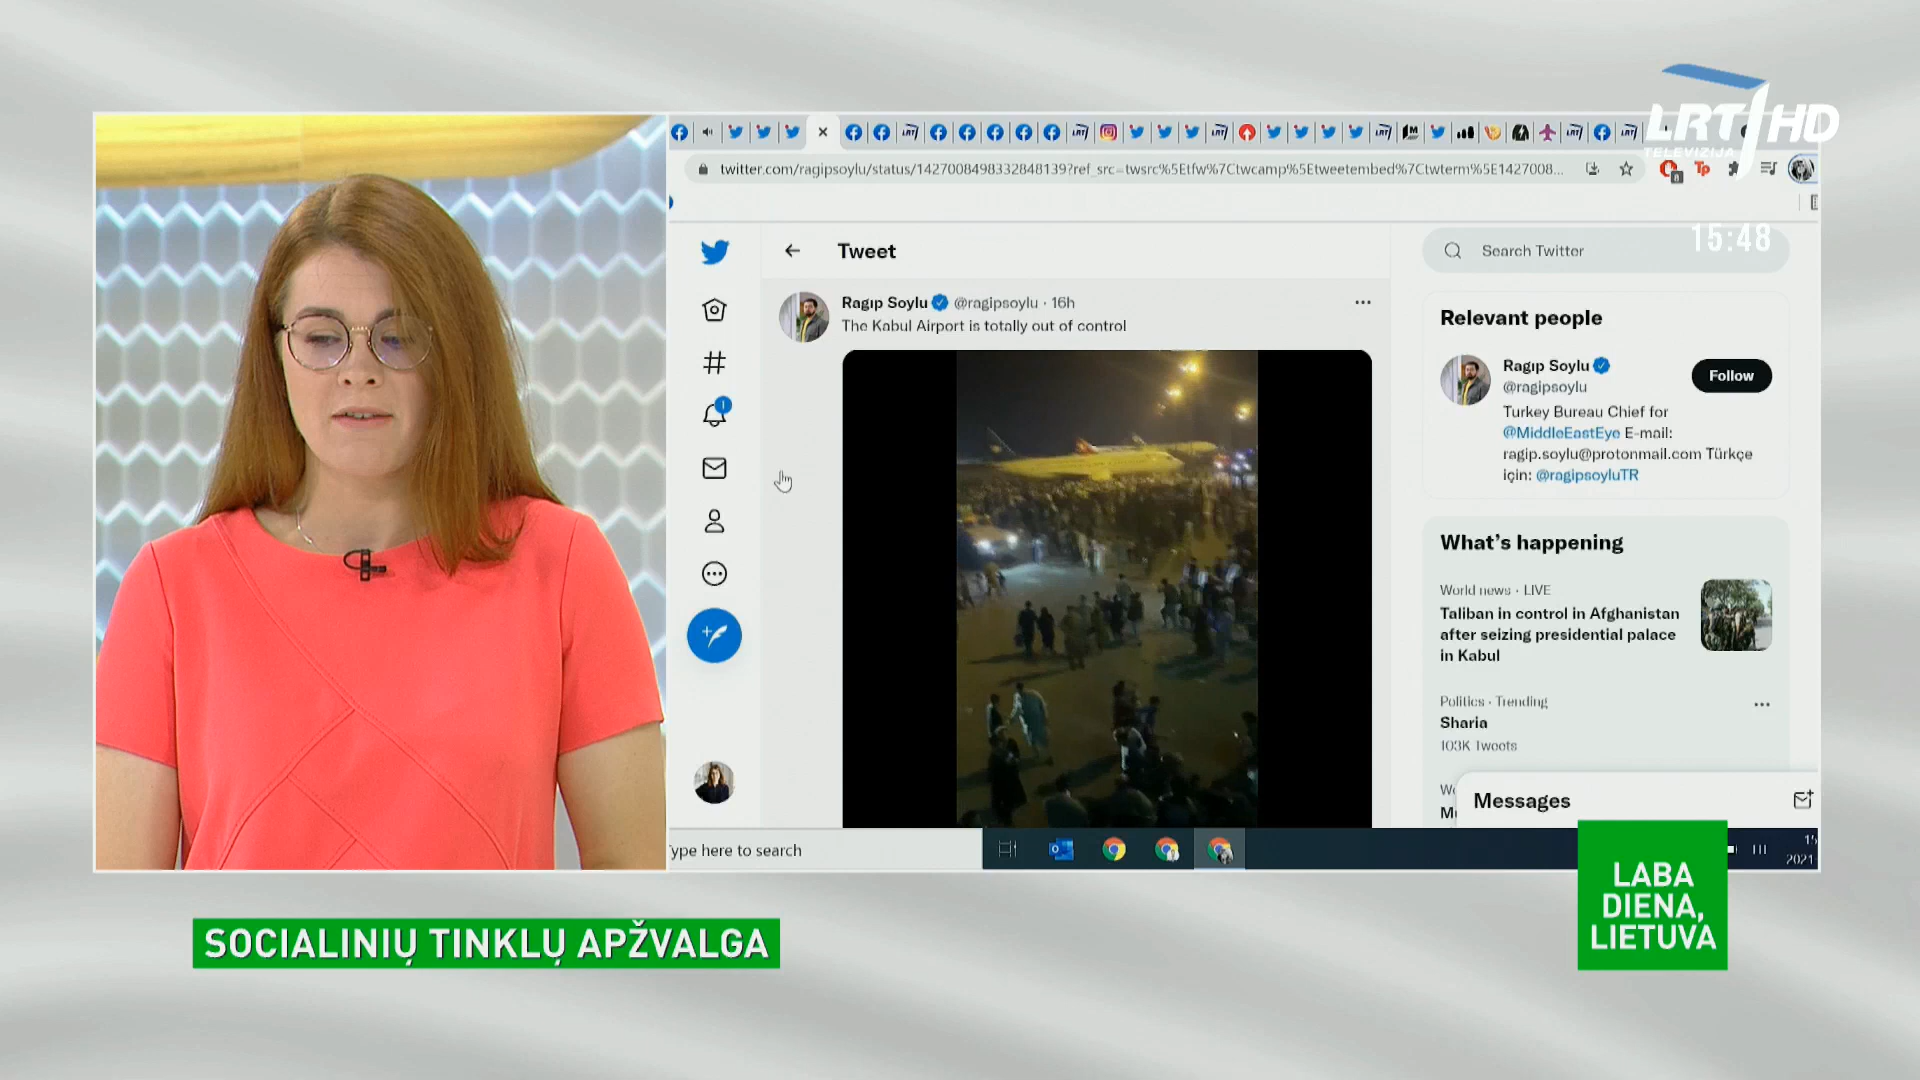 LRT HD
TELEVIZIJA
twitter.com/ragipsoylu/status/1427008498332848139?ref_src=twsrc%5Etfw%7Ctwcamp%5Etweetembed%7Ctwterm%5E1427008...
15:48
Tweet
Search Twitter
Ragıp Soylu @ragipsoylu · 16h
The Kabul Airport is totally out of control
Relevant people
Ragıp Soylu
@ragipsoylu
Follow
Turkey Bureau Chief for
@MiddleEastEye E-mail:
ragip.soylu@protonmail.com Türkçe
için: @ragipsoyluTR
What's happening
World news · LIVE
Taliban in control in Afghanistan
after seizing presidential palace
in Kabul
Politics · Trending
Sharia
103K Tweets
Messages
ype here to search
2021
LABA
DIENA,
LIETUVA
SOCIALINIŲ TINKLŲ APŽVALGA